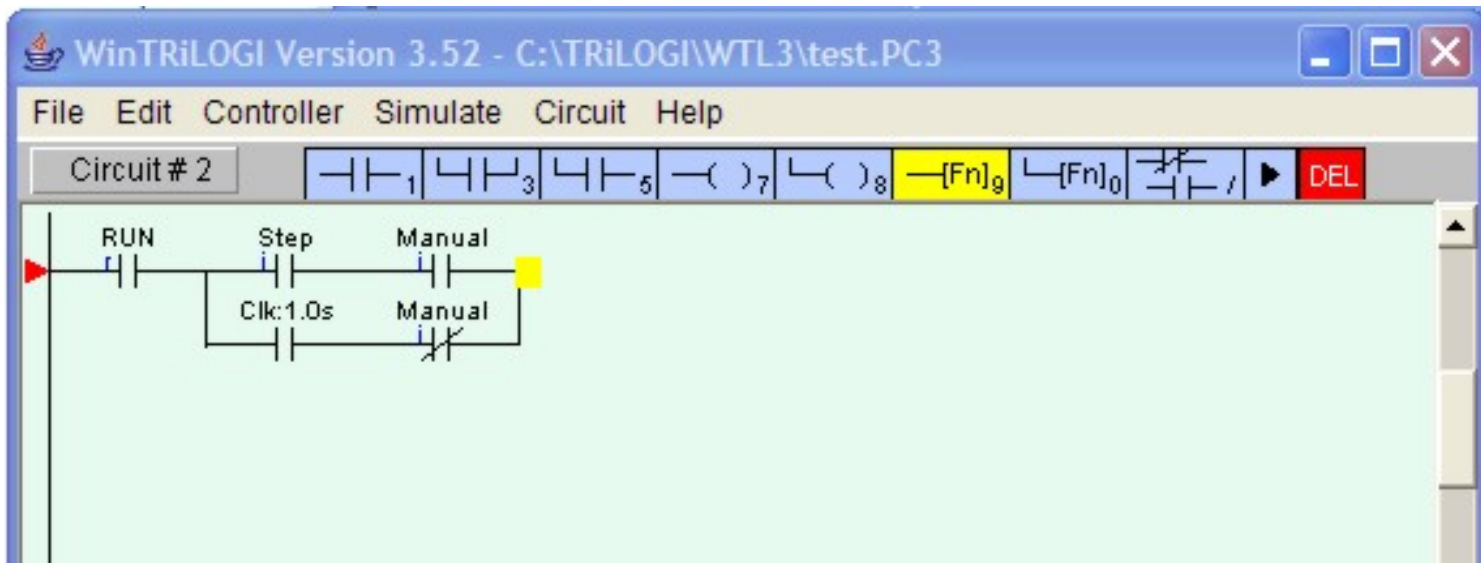 WinTRiLOGI Version 3.52 - C:\TRiLOGI\WTL3\test.PC3
File Edit Controller Simulate Circuit Help
Circuit # 2 1 3 5 7 8 [Fn]9 [Fn]0 / DEL
RUN Step Manual
r i i
Clk:1.0s Manual
i